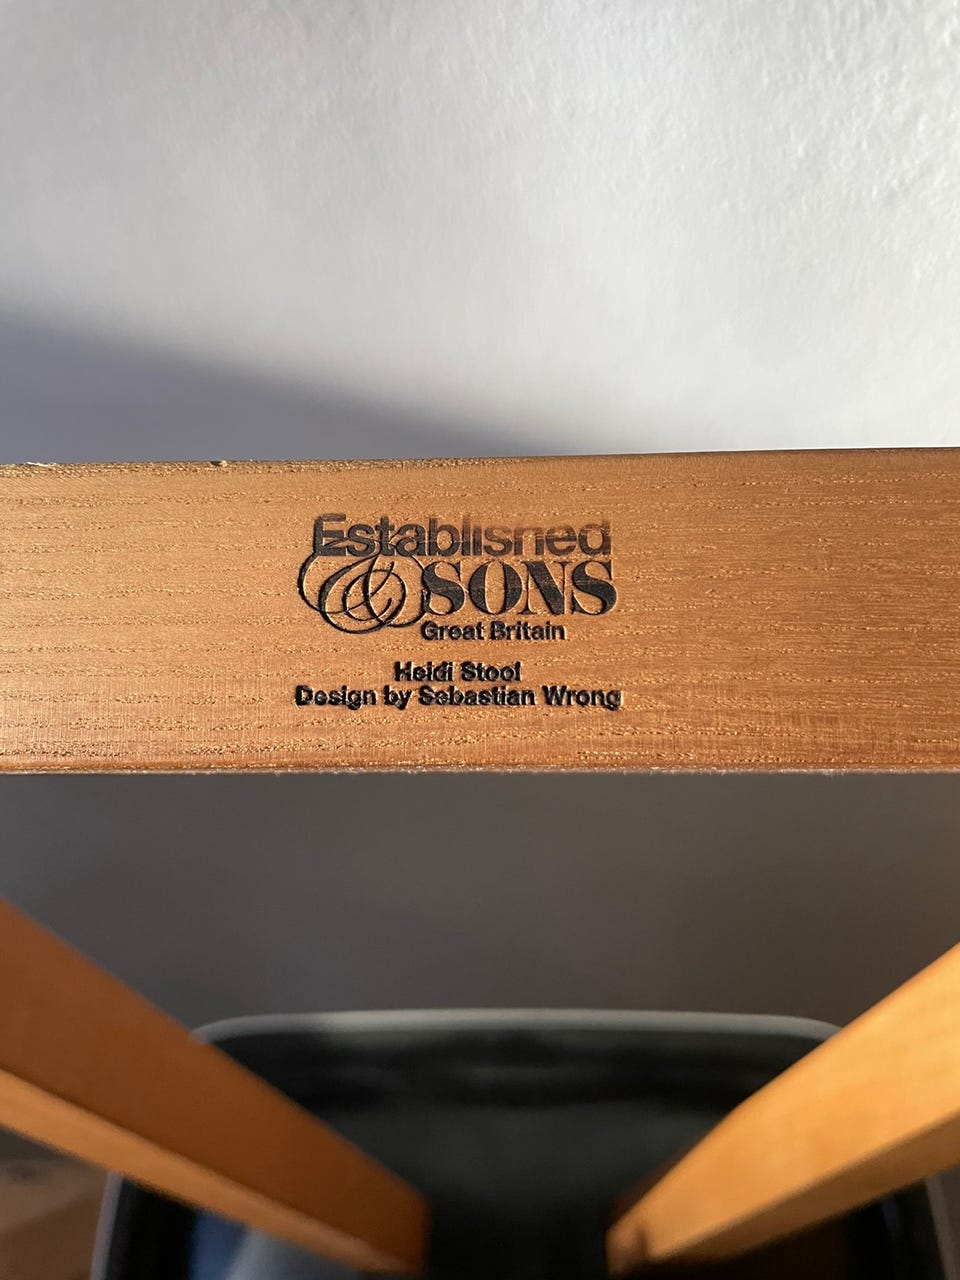 Established
& SONS
Great Britain
Heidi Stool
Design by Sebastian Wrong